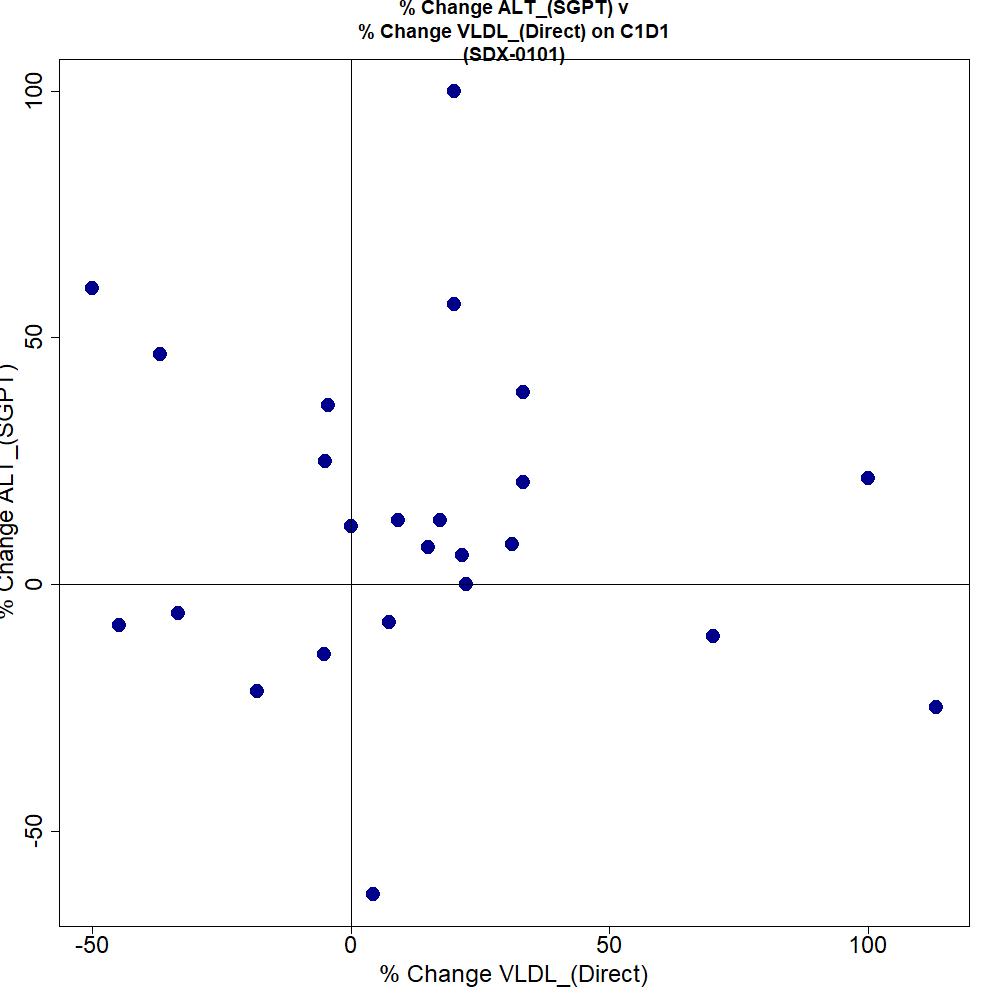 % Change ALT_(SGPT) v
% Change VLDL_(Direct) on C1D1
(SDX-0101)
100
50
0
-50
% Change ALT_(SGPT)
-50
0
50
100
% Change VLDL_(Direct)